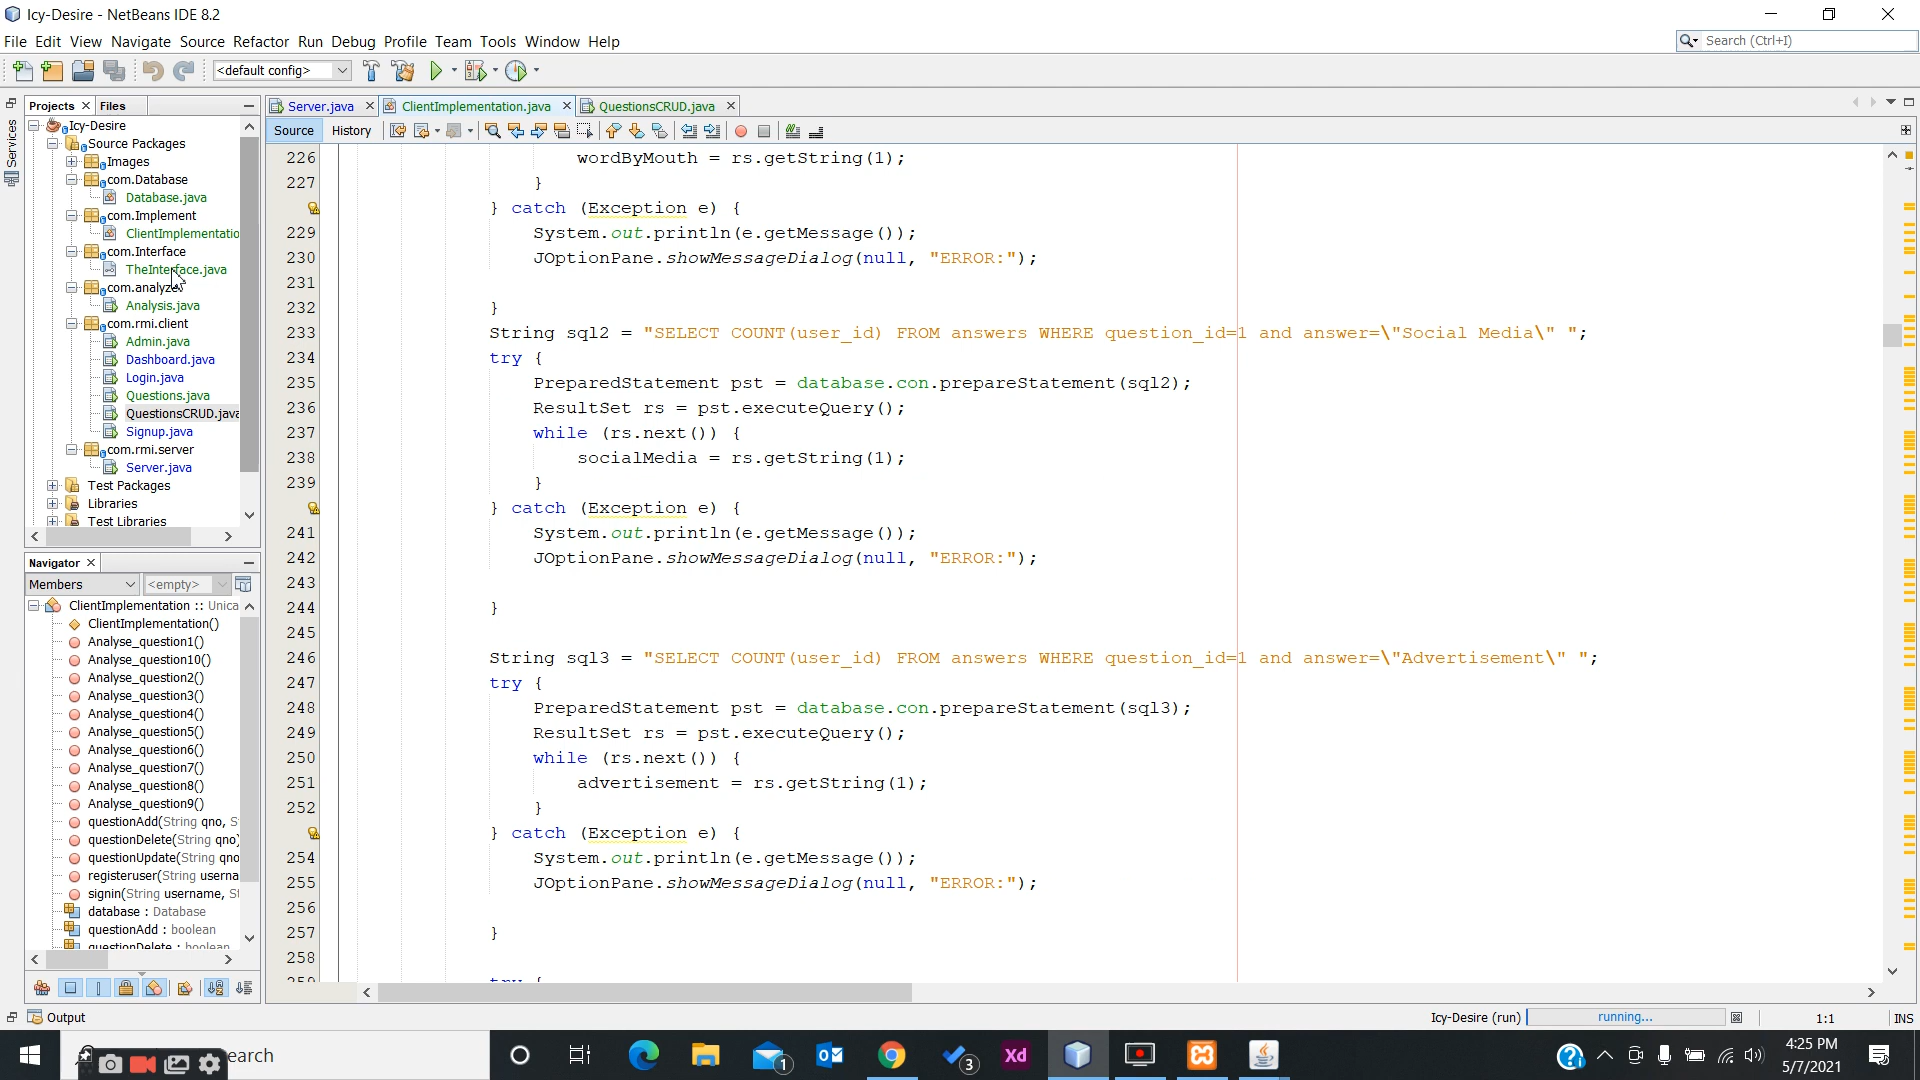 Icy-Desire - NetBeans IDE 8.2
File Edit View Navigate Source Refactor Run Debug Profile Team Tools Window Help
Search (Ctrl+I)
<default config>
Services
Projects Files
Icy-Desire
Source Packages
Images
com.Database
Database.java
com.Implement
ClientImplementatio
com.Interface
TheInterface.java
com.analyze
Analysis.java
com.rmi.client
Admin.java
Dashboard.java
Login.java
Questions.java
QuestionsCRUD.java
Signup.java
com.rmi.server
Server.java
Test Packages
Libraries
Test Libraries
Navigator
Members <empty>
ClientImplementation :: Unica
ClientImplementation()
Analyse_question1()
Analyse_question10()
Analyse_question2()
Analyse_question3()
Analyse_question4()
Analyse_question5()
Analyse_question6()
Analyse_question7()
Analyse_question8()
Analyse_question9()
questionAdd(String qno, S
questionDelete(String qno)
questionUpdate(String qno
registeruser(String userna
signin(String username, St
database : Database
questionAdd : boolean
questionDelete : boolean
Server.java ClientImplementation.java QuestionsCRUD.java
Source History
226 wordByMouth = rs.getString(1);
227 }
} catch (Exception e) {
229 System.out.println(e.getMessage());
230 JOptionPane.showMessageDialog(null, "ERROR:");
231
232 }
233 String sql2 = "SELECT COUNT(user_id) FROM answers WHERE question_id=1 and answer=\"Social Media\" ";
234 try {
235 PreparedStatement pst = database.con.prepareStatement(sql2);
236 ResultSet rs = pst.executeQuery();
237 while (rs.next()) {
238 socialMedia = rs.getString(1);
239 }
} catch (Exception e) {
241 System.out.println(e.getMessage());
242 JOptionPane.showMessageDialog(null, "ERROR:");
243
244 }
245
246 String sql3 = "SELECT COUNT(user_id) FROM answers WHERE question_id=1 and answer=\"Advertisement\" ";
247 try {
248 PreparedStatement pst = database.con.prepareStatement(sql3);
249 ResultSet rs = pst.executeQuery();
250 while (rs.next()) {
251 advertisement = rs.getString(1);
252 }
} catch (Exception e) {
254 System.out.println(e.getMessage());
255 JOptionPane.showMessageDialog(null, "ERROR:");
256
257 }
258
259 try {
Output
Icy-Desire (run) running... 1:1 INS
earch
1
3
Xd
4:25 PM
5/7/2021